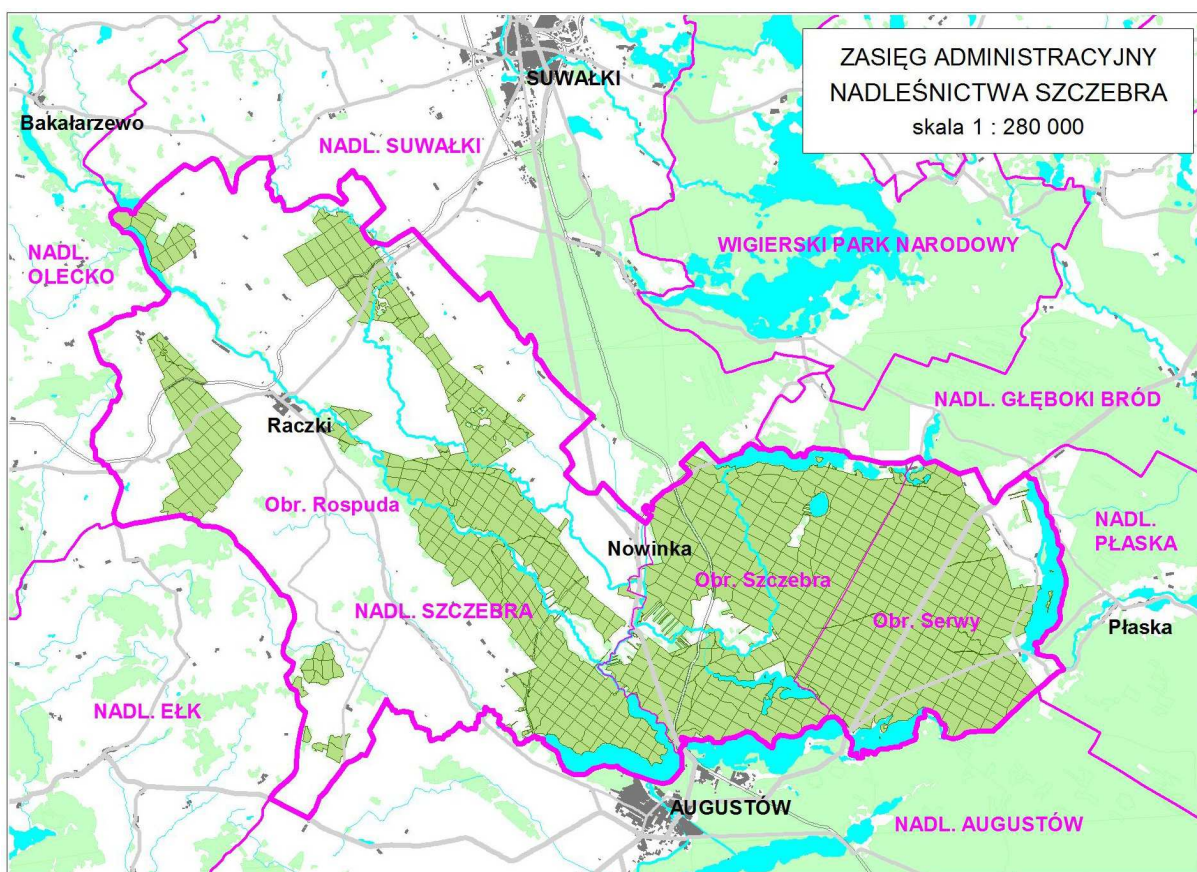 ZASIĘG ADMINISTRACYJNY
NADLEŚNICTWA SZCZEBRA
skala 1 : 280 000
SUWAŁKI
Bakałarzewo
NADL. SUWAŁKI
NADL.
OLECKO
WIGIERSKI PARK NARODOWY
NADL. GŁĘBOKI BRÓD
Raczki
Obr. Rospuda
NADL.
PŁASKA
Nowinka
Obr. Szczebra
NADL. SZCZEBRA
Obr. Serwy
Płaska
NADL. EŁK
AUGUSTÓW
NADL. AUGUSTÓW